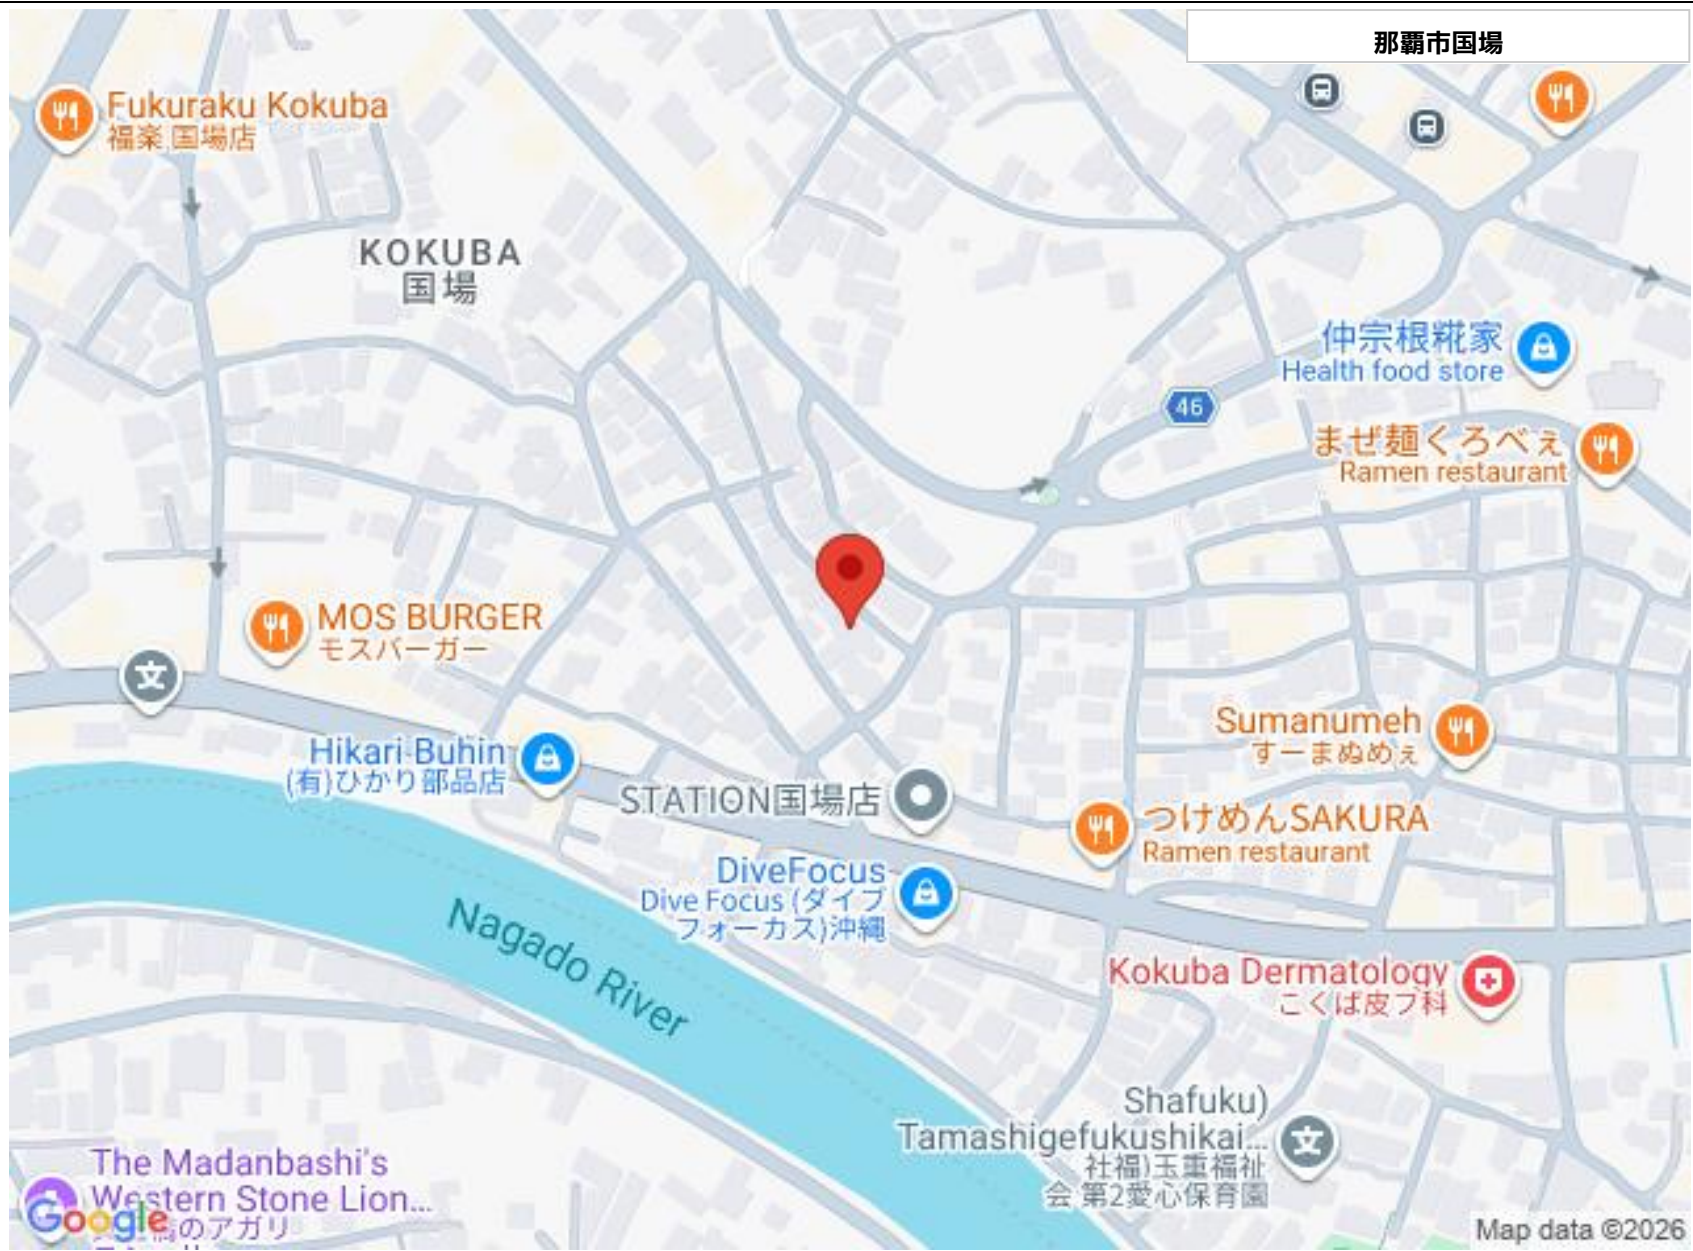 那覇市国場
Fukuraku Kokuba
福楽 国場店
KOKUBA
国場
仲宗根糀家
Health food store
46
まぜ麺くろべぇ
Ramen restaurant
MOS BURGER
モスバーガー
文
Sumanumeh
すーまぬめぇ
Hikari Buhin
(有)ひかり部品店
STATION国場店
つけめんSAKURA
Ramen restaurant
DiveFocus
Dive Focus (ダイブ
フォーカス)沖縄
Nagado River
Kokuba Dermatology
こくば皮フ科
Shafuku)
Tamashigefukushikai...
社福)玉重福祉
会 第2愛心保育園
文
The Madanbashi's
Western Stone Lion...
Google
のアガリ
Map data ©2026